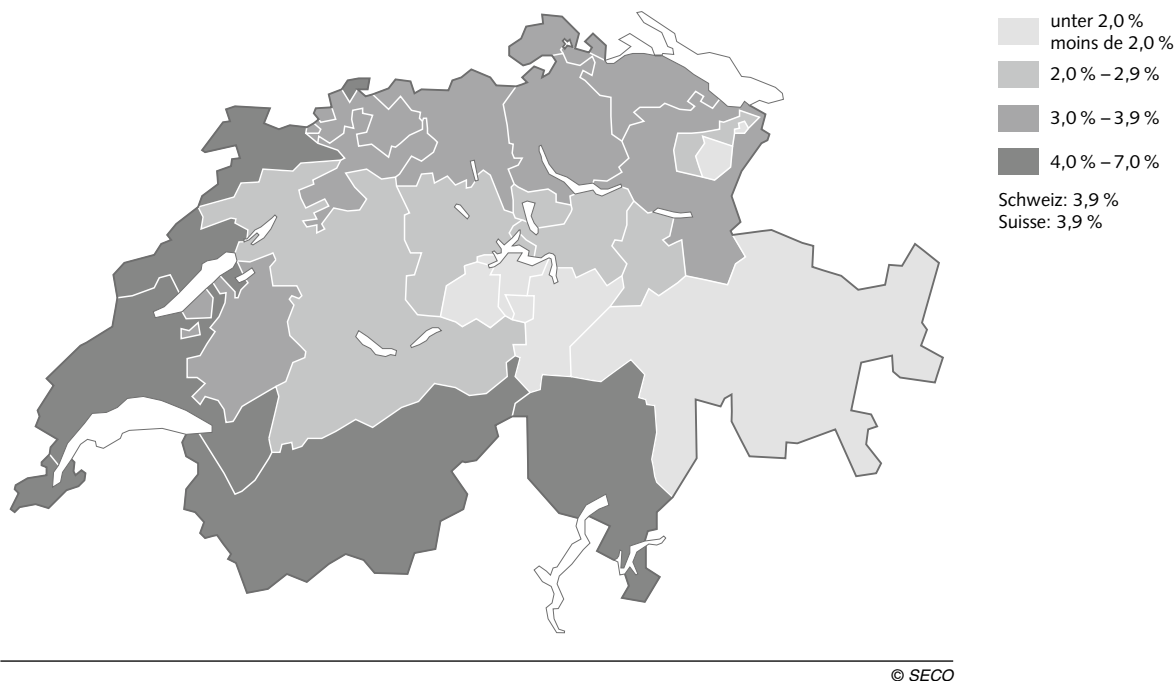 unter 2,0 %
moins de 2,0 %
2,0 % – 2,9 %
3,0 % – 3,9 %
4,0 % – 7,0 %
Schweiz: 3,9 %
Suisse: 3,9 %
© SECO